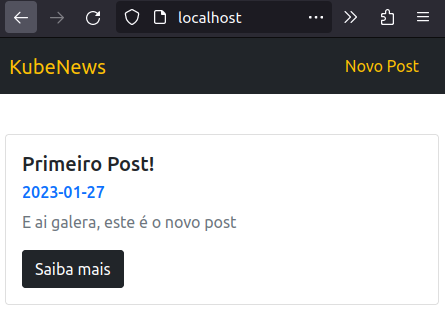 localhost
KubeNews
Novo Post
Primeiro Post!
2023-01-27
E ai galera, este é o novo post
Saiba mais